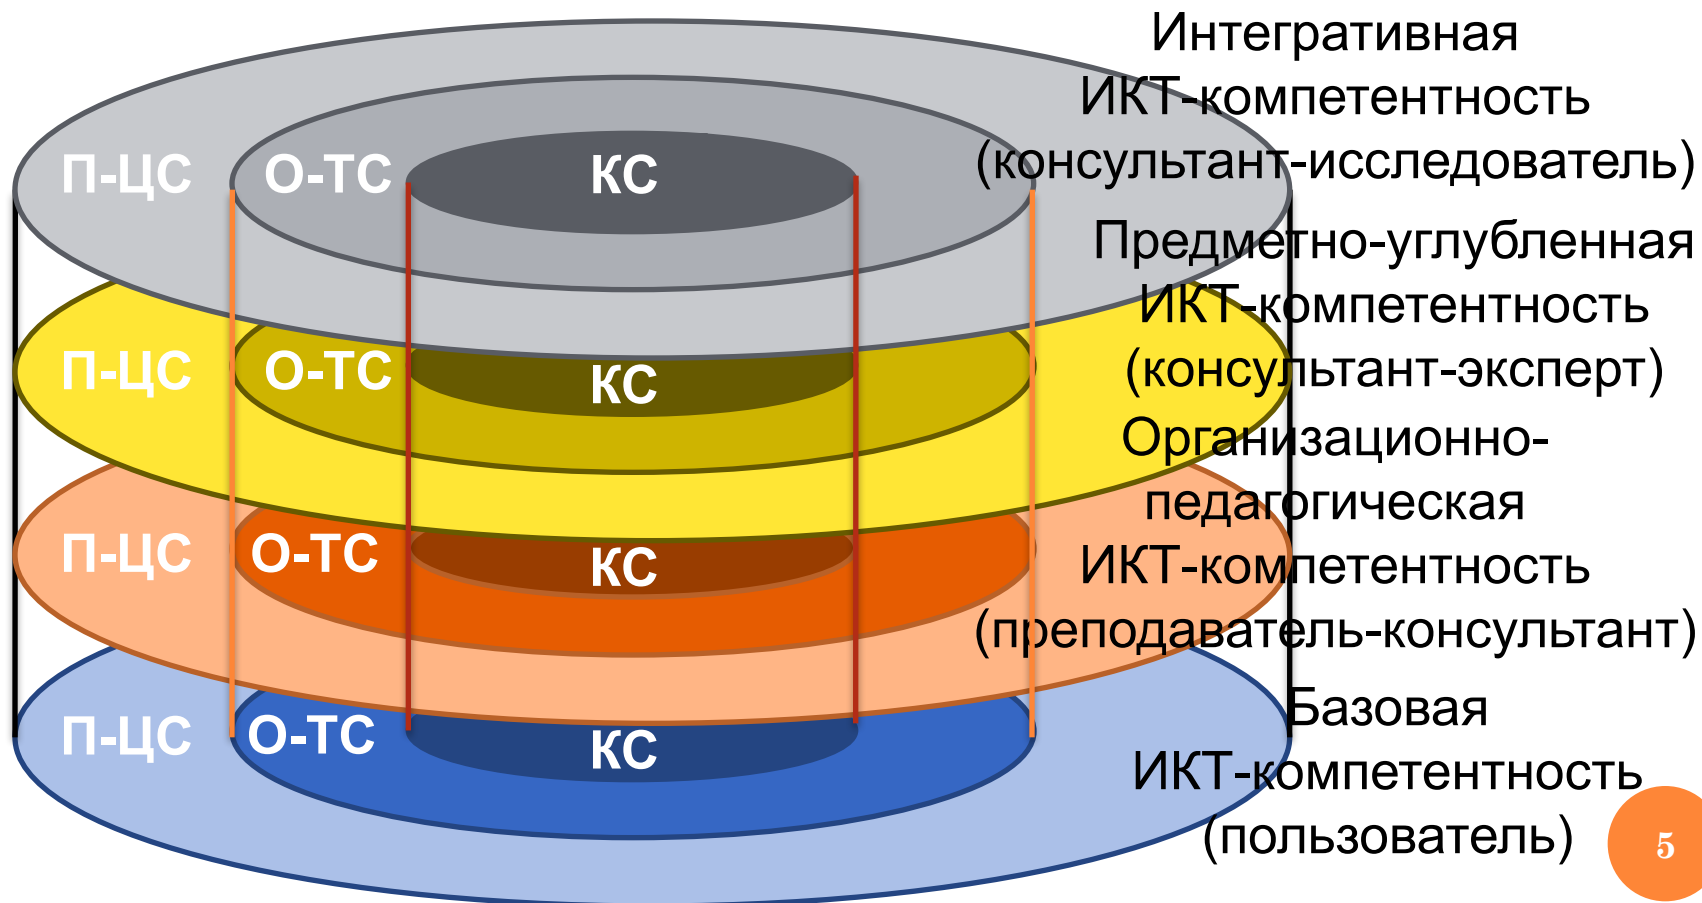 Интегративная
ИКТ-компетентность
(консультант-исследователь)
П-ЦС О-ТС КС
Предметно-углубленная
ИКТ-компетентность
(консультант-эксперт)
П-ЦС О-ТС КС
Организационно-
педагогическая
ИКТ-компетентность
(преподаватель-консультант)
П-ЦС О-ТС КС
Базовая
ИКТ-компетентность
(пользователь)
П-ЦС О-ТС КС
5